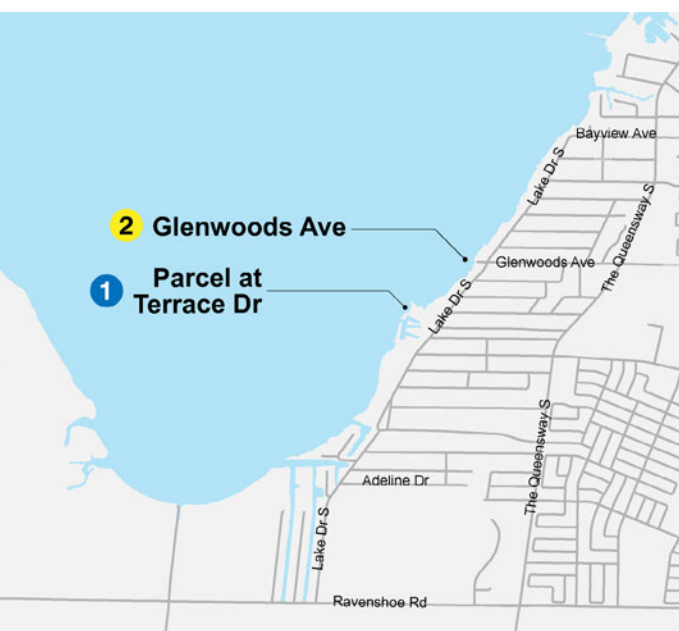 Bayview Ave
Lake Dr S
The Queensway S
2 Glenwoods Ave
Glenwoods Ave
1 Parcel at
Terrace Dr
Lake Dr S
The Queensway S
Adeline Dr
Lake Dr S
Ravenshoe Rd